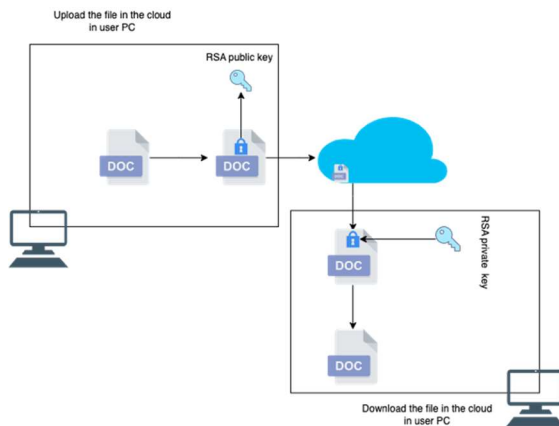 Upload the file in the cloud
in user PC
RSA public key
DOC
DOC
DOC
RSA private key
DOC
DOC
Download the file in the cloud
in user PC